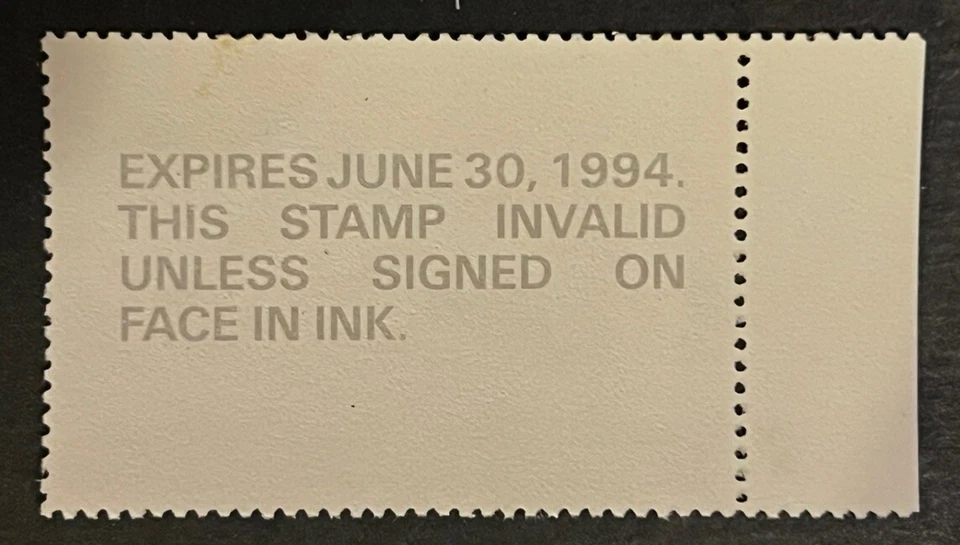 EXPIRES JUNE 30, 1994.
THIS STAMP INVALID
UNLESS SIGNED ON
FACE IN INK.